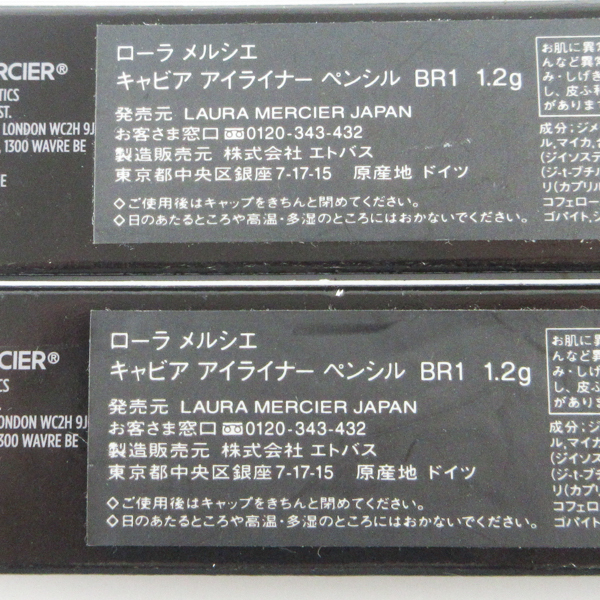 RCIER®
TICS
ST.
LONDON WC2H 9J
, 1300 WAVRE BE
E
ローラ メルシエ
キャビア アイライナー ペンシル BR1 1.2g
発売元 LAURA MERCIER JAPAN
お客さま窓口 0120-343-432
製造販売元 株式会社 エトバス
東京都中央区銀座7-17-15 原産地 ドイツ
◇ご使用後はキャップをきちんと閉めてください。
◇日のあたるところや高温・多湿のところにはおかないでください。
お肌に異常
んなど異常
み・しげき
し、皮ふ科
があります
成分:ジメ
ル,マイカ,合
(ジインステ
(ジ-t-ブチル
リ(カプリル
コフェロー
ゴバイト,シ
CIER®
CS
LONDON WC2H 9J
300 WAVRE BE
ローラ メルシエ
キャビア アイライナー ペンシル BR1 1.2g
発売元 LAURA MERCIER JAPAN
お客さま窓口 0120-343-432
製造販売元 株式会社 エトバス
東京都中央区銀座7-17-15 原産地 ドイツ
◇ご使用後はキャップをきちんと閉めてください。
◇日のあたるところや高温・多湿のところにはおかないでください。
お肌に異
んなど異
み・しげ
し、皮ふ
があり
成分:ジ
ル,マイカ
(ジイソス
(ジ-t-ブ
リ(カプリ
コフェロ
ゴバイト